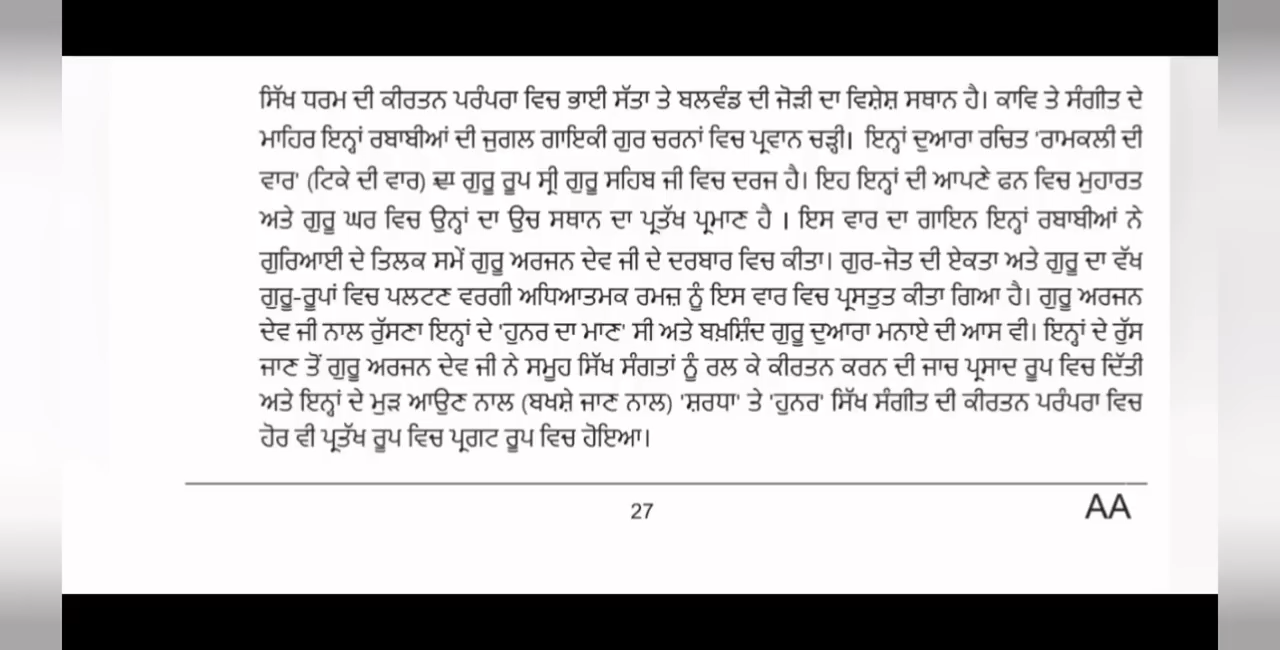 ਸਿੱਖ ਧਰਮ ਦੀ ਕੀਰਤਨ ਪਰੰਪਰਾ ਵਿਚ ਭਾਈ ਸੱਤਾ ਤੇ ਬਲਵੰਡ ਦੀ ਜੋੜੀ ਦਾ ਵਿਸ਼ੇਸ਼ ਸਥਾਨ ਹੈ। ਕਾਵਿ ਤੇ ਸੰਗੀਤ ਦੇ
ਮਾਹਿਰ ਇਨ੍ਹਾਂ ਰਬਾਬੀਆਂ ਦੀ ਜੁਗਲ ਗਾਇਕੀ ਗੁਰ ਚਰਨਾਂ ਵਿਚ ਪ੍ਰਵਾਨ ਚੜ੍ਹੀ। ਇਨ੍ਹਾਂ ਦੁਆਰਾ ਰਚਿਤ 'ਰਾਮਕਲੀ ਦੀ
ਵਾਰ' (ਟਿਕੇ ਦੀ ਵਾਰ) ਦਾ ਗੁਰੂ ਰੂਪ ਸ੍ਰੀ ਗੁਰੂ ਸਹਿਬ ਜੀ ਵਿਚ ਦਰਜ ਹੈ। ਇਹ ਇਨ੍ਹਾਂ ਦੀ ਆਪਣੇ ਫਨ ਵਿਚ ਮੁਹਾਰਤ
ਅਤੇ ਗੁਰੂ ਘਰ ਵਿਚ ਉਨ੍ਹਾਂ ਦਾ ਉਚ ਸਥਾਨ ਦਾ ਪ੍ਰਤੱਖ ਪ੍ਰਮਾਣ ਹੈ । ਇਸ ਵਾਰ ਦਾ ਗਾਇਨ ਇਨ੍ਹਾਂ ਰਬਾਬੀਆਂ ਨੇ
ਗੁਰਿਆਈ ਦੇ ਤਿਲਕ ਸਮੇਂ ਗੁਰੂ ਅਰਜਨ ਦੇਵ ਜੀ ਦੇ ਦਰਬਾਰ ਵਿਚ ਕੀਤਾ। ਗੁਰ-ਜੋਤ ਦੀ ਏਕਤਾ ਅਤੇ ਗੁਰੂ ਦਾ ਵੱਖ
ਗੁਰੂ-ਰੂਪਾਂ ਵਿਚ ਪਲਟਣ ਵਰਗੀ ਅਧਿਆਤਮਕ ਰਮਜ਼ ਨੂੰ ਇਸ ਵਾਰ ਵਿਚ ਪ੍ਰਸਤੁਤ ਕੀਤਾ ਗਿਆ ਹੈ। ਗੁਰੂ ਅਰਜਨ
ਦੇਵ ਜੀ ਨਾਲ ਰੁੱਸਣਾ ਇਨ੍ਹਾਂ ਦੇ 'ਹੁਨਰ ਦਾ ਮਾਣ' ਸੀ ਅਤੇ ਬਖ਼ਸ਼ਿੰਦ ਗੁਰੂ ਦੁਆਰਾ ਮਨਾਏ ਦੀ ਆਸ ਵੀ। ਇਨ੍ਹਾਂ ਦੇ ਰੁੱਸ
ਜਾਣ ਤੋਂ ਗੁਰੂ ਅਰਜਨ ਦੇਵ ਜੀ ਨੇ ਸਮੂਹ ਸਿੱਖ ਸੰਗਤਾਂ ਨੂੰ ਰਲ ਕੇ ਕੀਰਤਨ ਕਰਨ ਦੀ ਜਾਚ ਪ੍ਰਸਾਦ ਰੂਪ ਵਿਚ ਦਿੱਤੀ
ਅਤੇ ਇਨ੍ਹਾਂ ਦੇ ਮੁੜ ਆਉਣ ਨਾਲ (ਬਖਸ਼ੇ ਜਾਣ ਨਾਲ) 'ਸ਼ਰਧਾ' ਤੇ 'ਹੁਨਰ' ਸਿੱਖ ਸੰਗੀਤ ਦੀ ਕੀਰਤਨ ਪਰੰਪਰਾ ਵਿਚ
ਹੋਰ ਵੀ ਪ੍ਰਤੱਖ ਰੂਪ ਵਿਚ ਪ੍ਰਗਟ ਰੂਪ ਵਿਚ ਹੋਇਆ।
27
AA